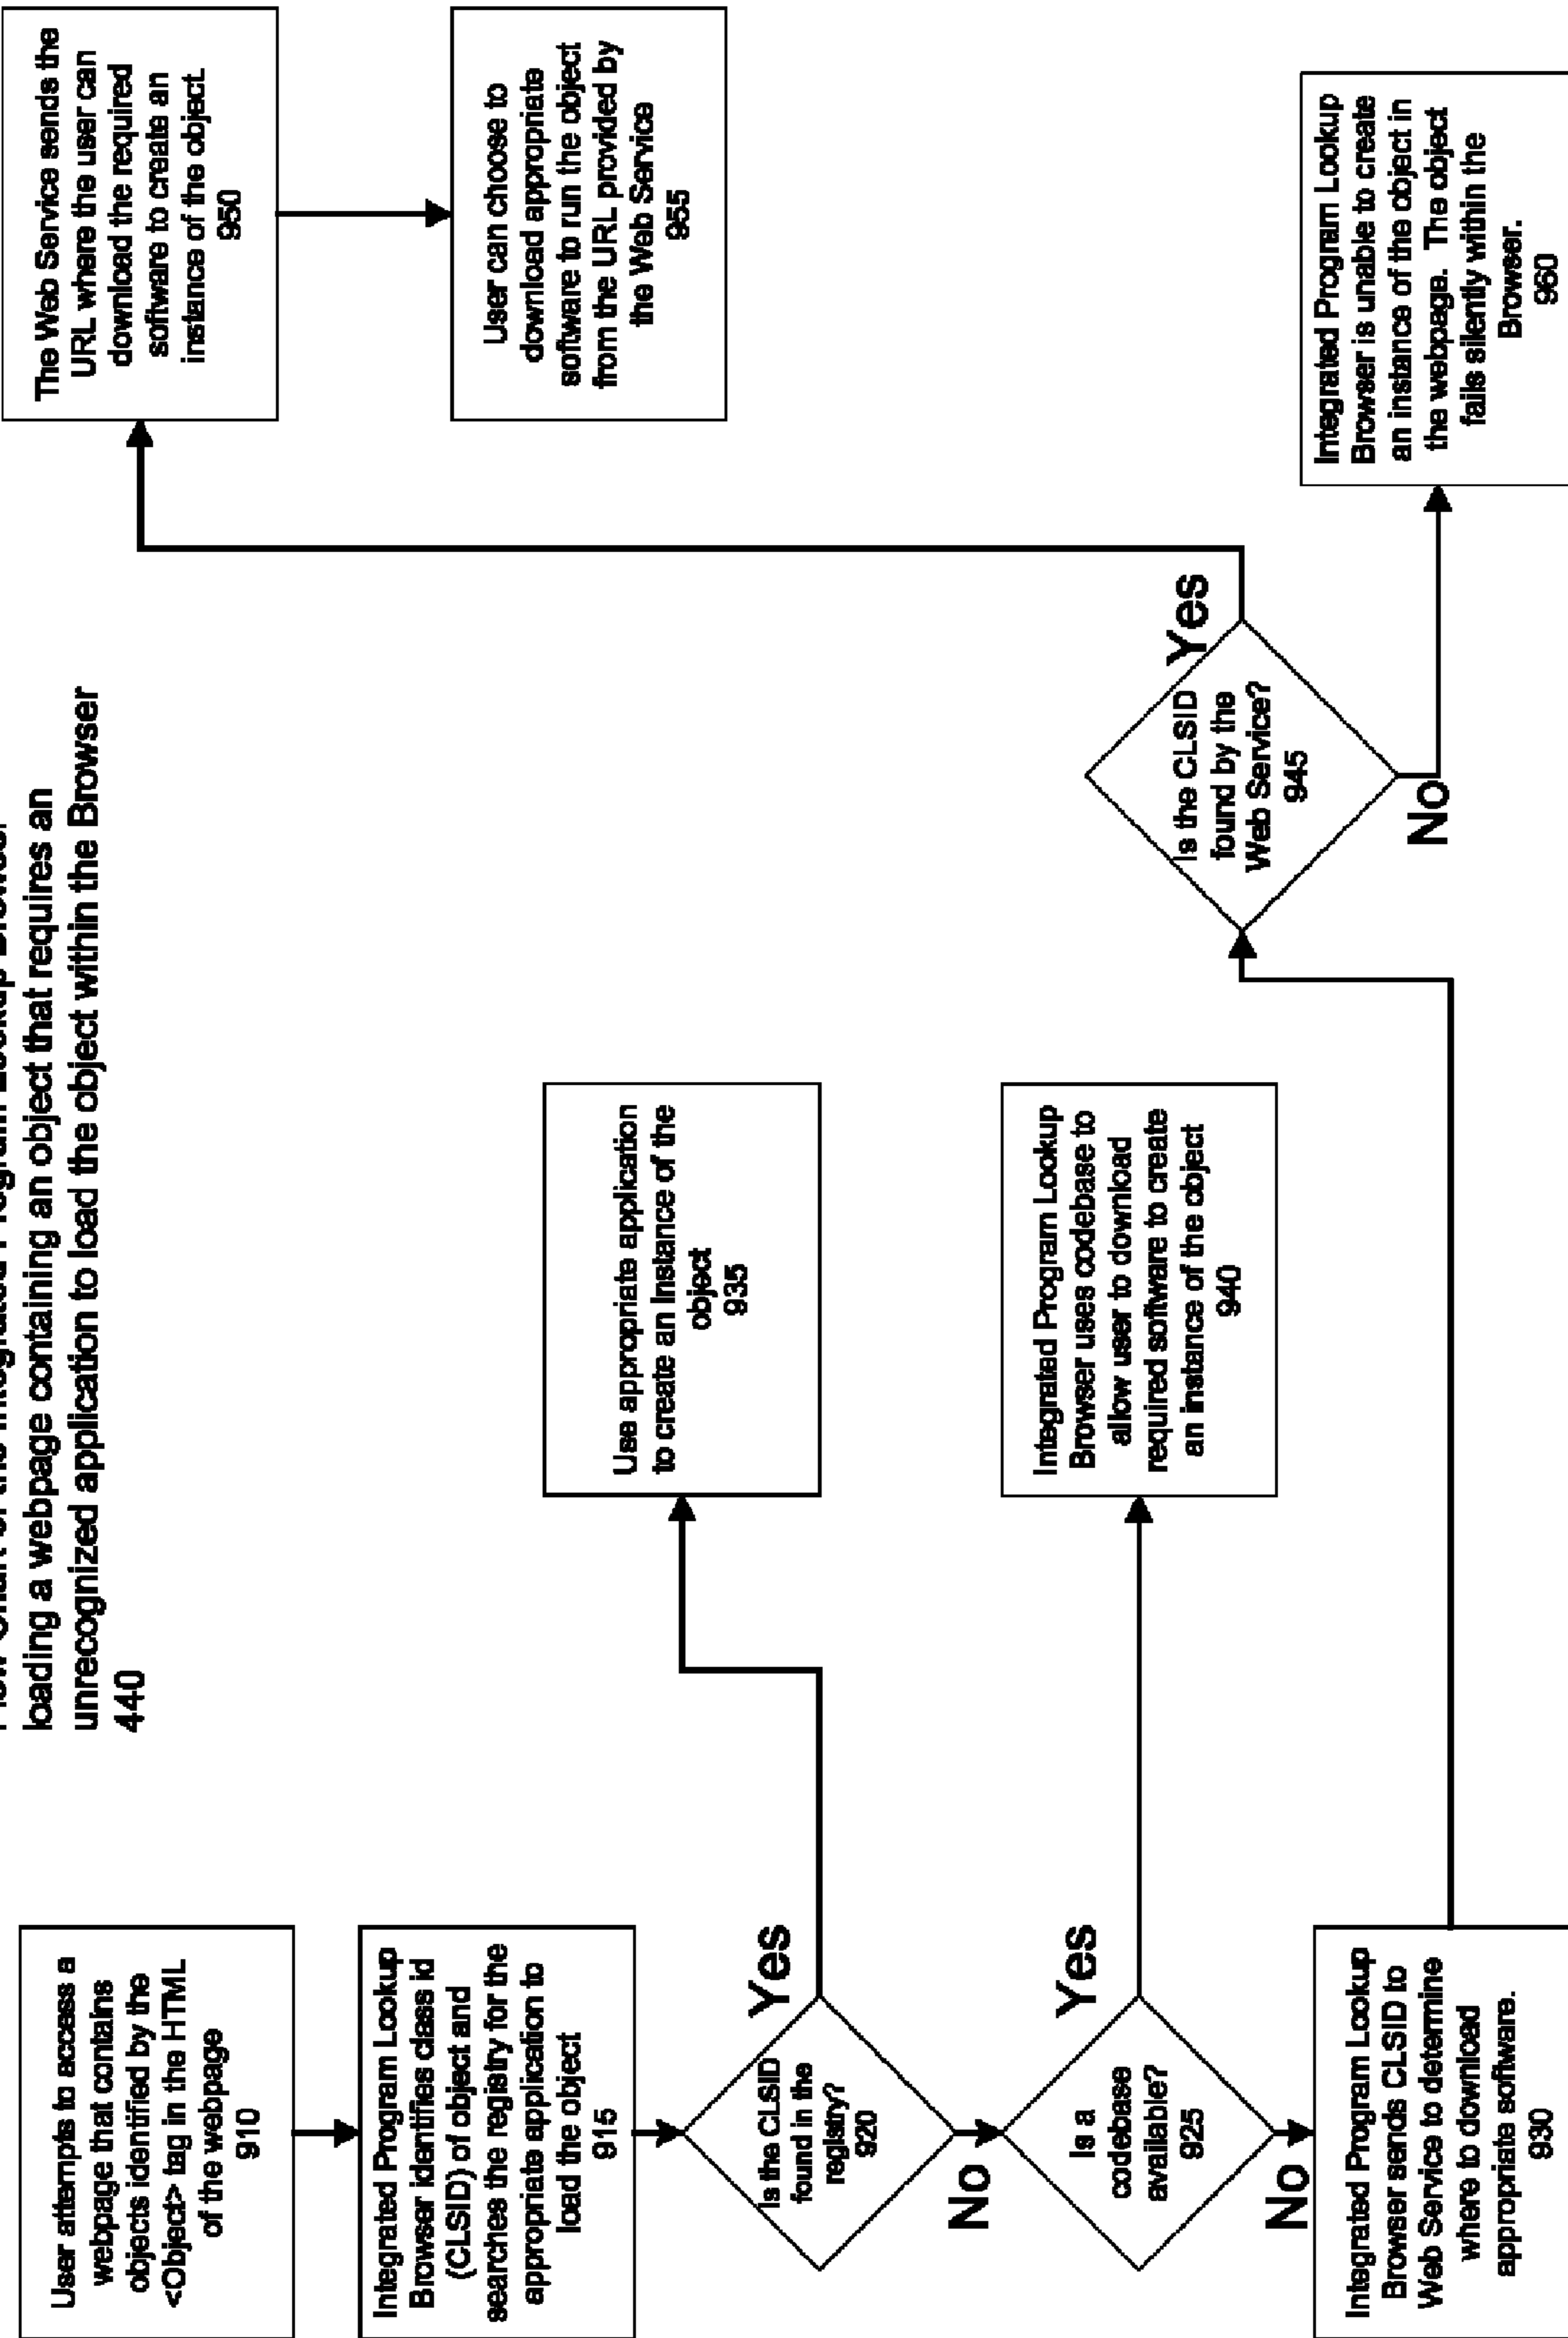 Flow Chart of the Integrated Program Lookup Browser
loading a webpage containing an object that requires an
unrecognized application to load the object within the Browser
440
User attempts to access a
webpage that contains
objects identified by the
<Object> tag in the HTML
of the webpage
910
Integrated Program Lookup
Browser identifies class id
(CLSID) of object and
searches the registry for the
appropriate application to
load the object
915
Is the CLSID
found in the
registry?
920
Yes
No
Use appropriate application
to create an instance of the
object
935
Is a
codebase
available?
925
Yes
No
Integrated Program Lookup
Browser uses codebase to
allow user to download
required software to create
an instance of the object
940
Integrated Program Lookup
Browser sends CLSID to
Web Service to determine
where to download
appropriate software.
930
Is the CLSID
found by the
Web Service?
945
Yes
No
The Web Service sends the
URL where the user can
download the required
software to create an
instance of the object.
950
User can choose to
download appropriate
software to run the object
from the URL provided by
the Web Service
955
Integrated Program Lookup
Browser is unable to create
an instance of the object in
the webpage.  The object
fails silently within the
Browser.
960